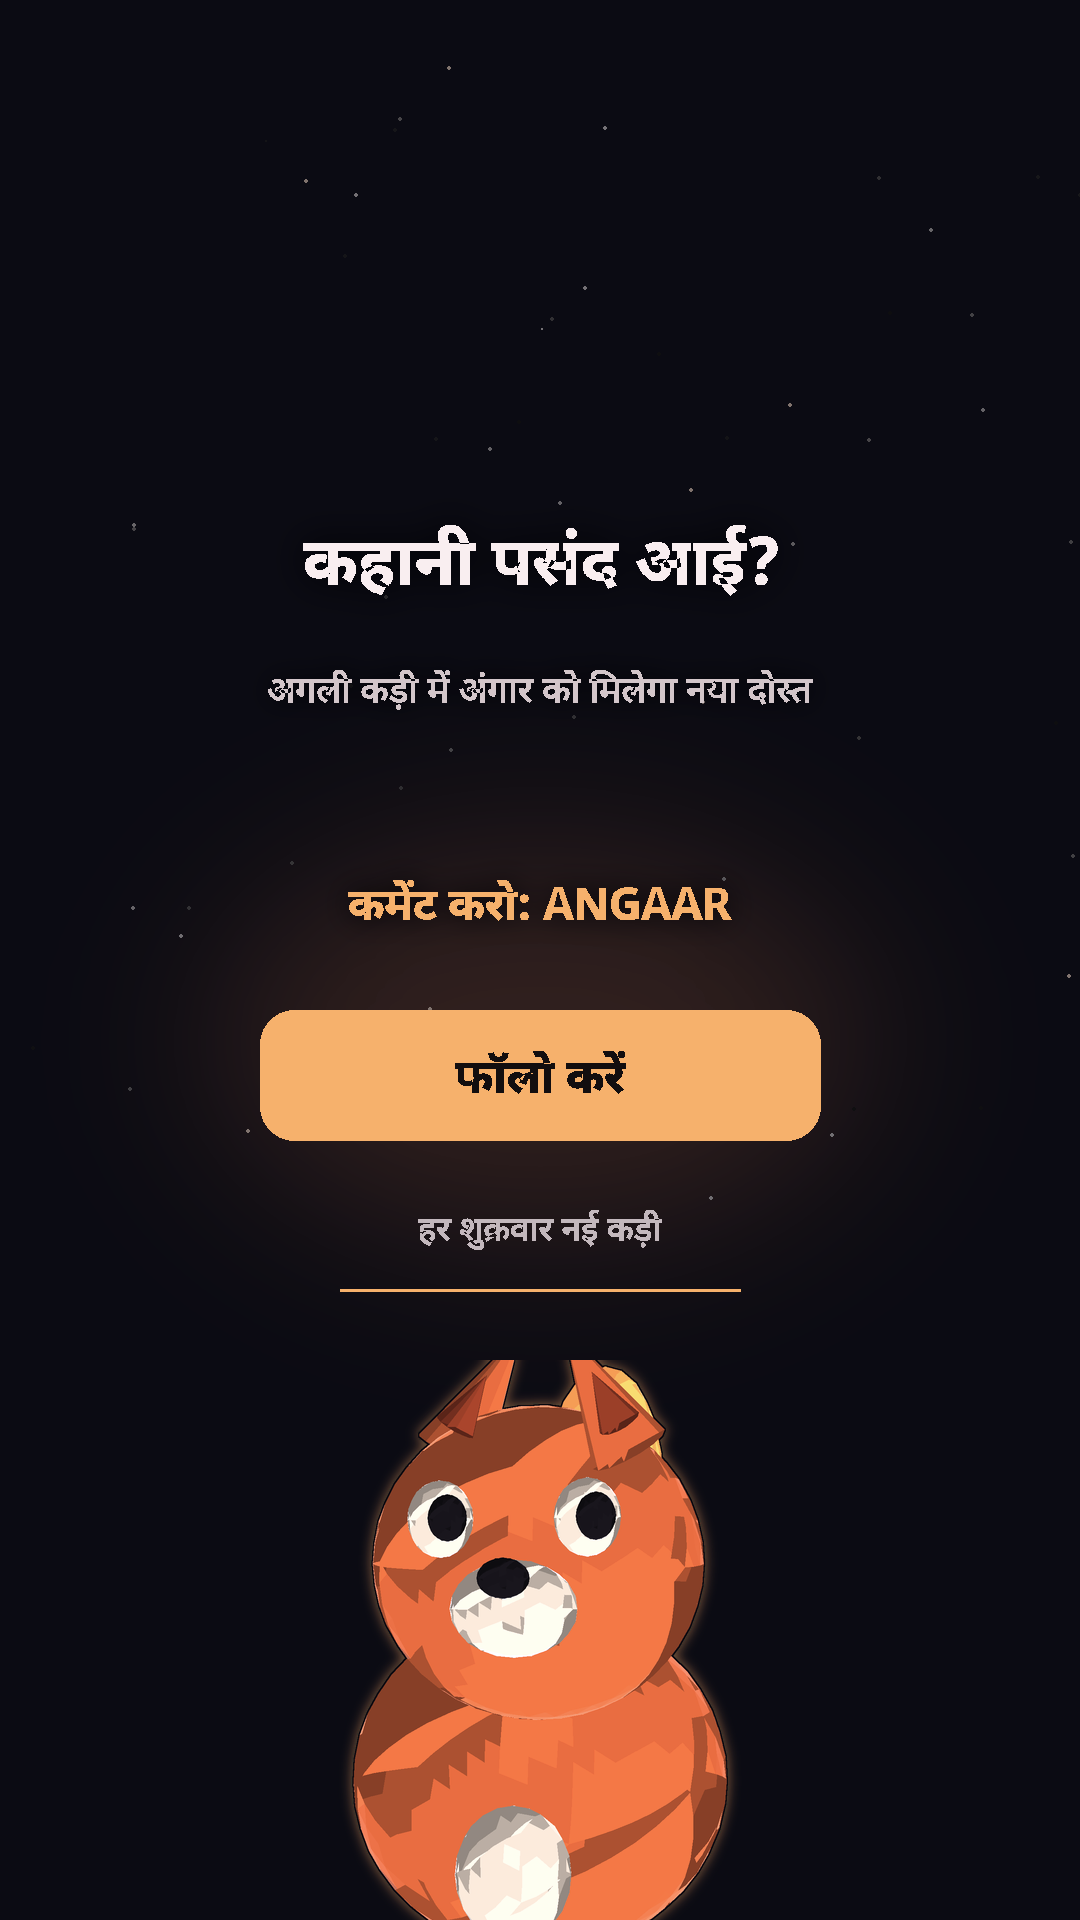 कहानी पसंद आई?
अगली कड़ी में अंगार को मिलेगा नया दोस्त
कमेंट करो: ANGAAR
फॉलो करें
हर शुक्रवार नई कड़ी